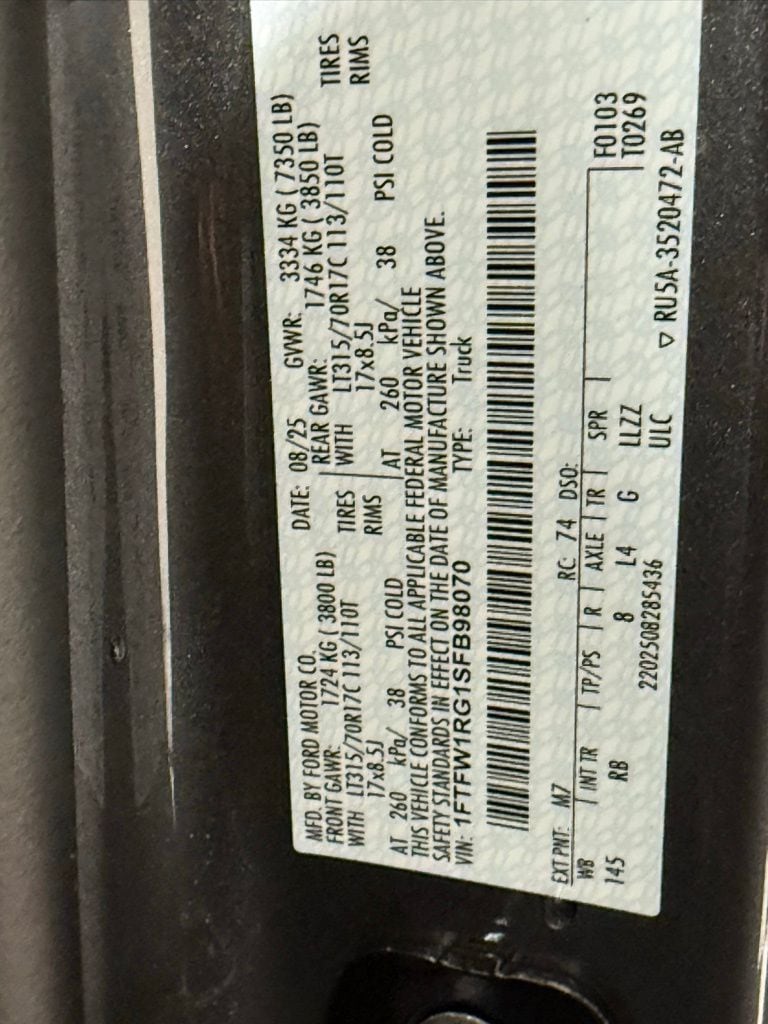 MFD. BY FORD MOTOR CO.
DATE: 08/25
GVWR: 3334 KG ( 7350 LB)
FRONT GAWR: 1724 KG ( 3800 LB)
REAR GAWR: 1746 KG ( 3850 LB)
WITH LT315/70R17C 113/110T TIRES
WITH LT315/70R17C 113/110T TIRES
17x8.5J RIMS
17x8.5J RIMS
AT 260 kPa/ 38 PSI COLD
AT 260 kPa/ 38 PSI COLD
THIS VEHICLE CONFORMS TO ALL APPLICABLE FEDERAL MOTOR VEHICLE
SAFETY STANDARDS IN EFFECT ON THE DATE OF MANUFACTURE SHOWN ABOVE.
VIN: 1FTFW1RG1SFB98070
TYPE: Truck
EXT PNT: M7 RC: 74 DSO:
WB INT TR TP/PS R AXLE TR SPR F0103
145 RB 8 L4 G LLZZ T0269
2202508285436 ULC
▽ RU5A-3520472-AB